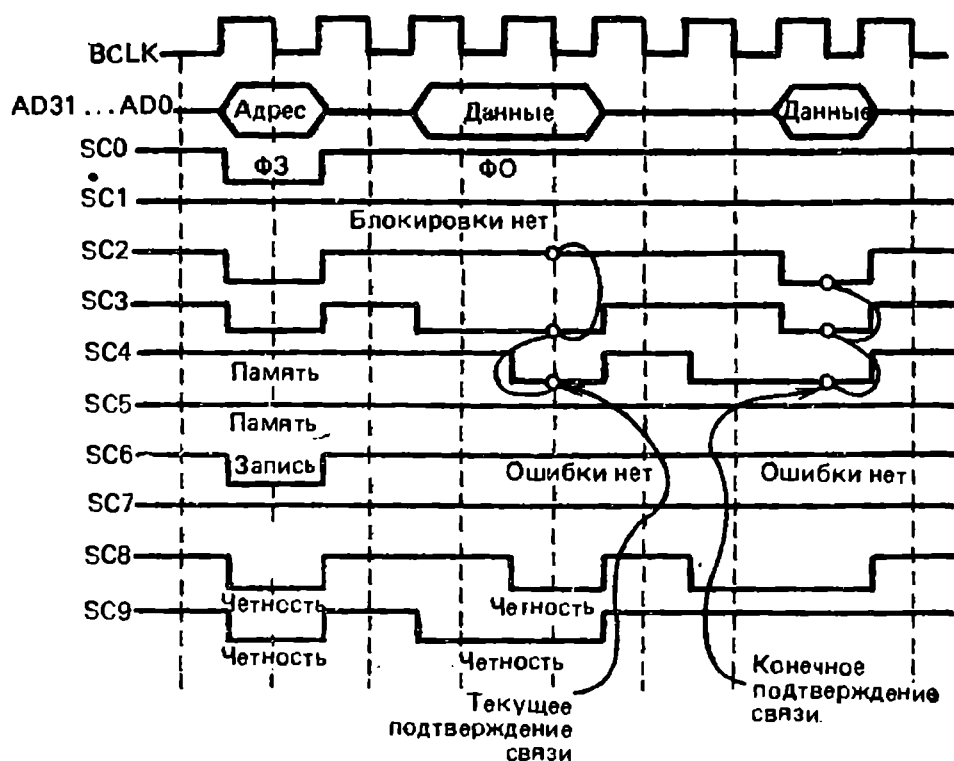 BCLK
AD31...AD0
Адрес
Данные
Данные
SC0
ФЗ
ФО
SC1
Блокировки нет
SC2
SC3
SC4
Память
SC5
Память
SC6
Запись
Ошибки нет
Ошибки нет
SC7
SC8
Четность
Четность
SC9
Четность
Четность
Текущее
подтверждение
связи
Конечное
подтверждение
связи.